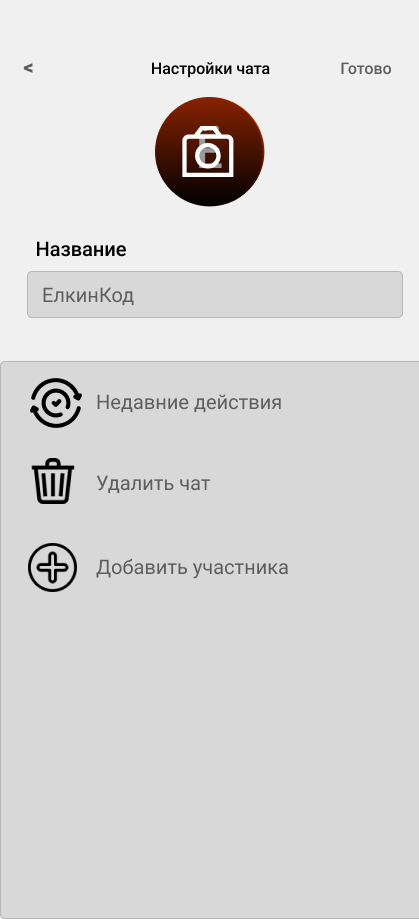 < Настройки чата Готово
Название
ЕлкинКод
Недавние действия
Удалить чат
Добавить участника